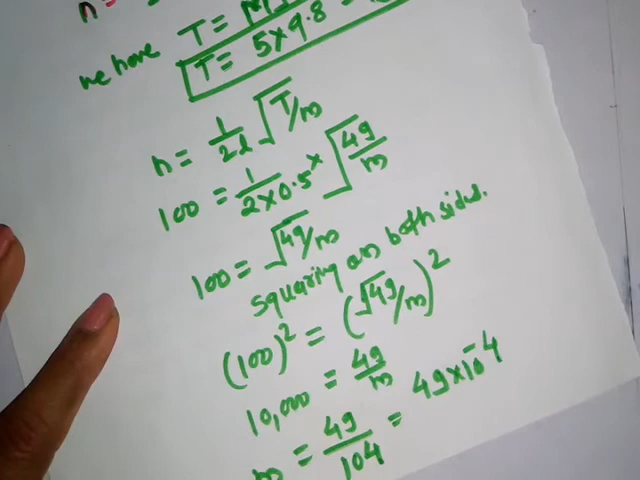 n=
we have T= Mg
T= 5×9.8 =
n= 1/2l √T/m
100 = 1/2×0.5 × √49/m
100 = √49/m
squaring on both sides.
(100)² = (√49/m)²
10,000 = 49/m
m = 49/104 = 49×10⁻⁴